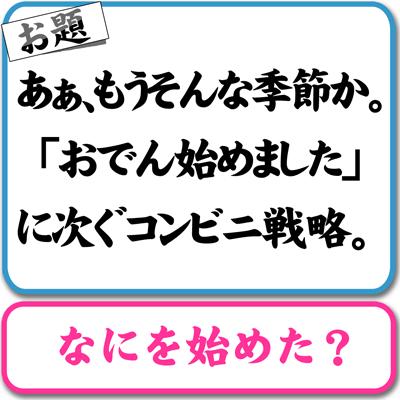 お題
あぁ、もうそんな季節か。
「おでん始めました」
に次ぐコンビニ戦略。
なにを始めた？